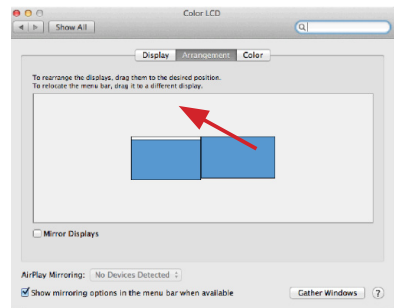 Color LCD
Show All
Display Arrangement Color
To rearrange the displays, drag them to the desired position.
To relocate the menu bar, drag it to a different display.
Mirror Displays
AirPlay Mirroring: No Devices Detected
Show mirroring options in the menu bar when available
Gather Windows ?